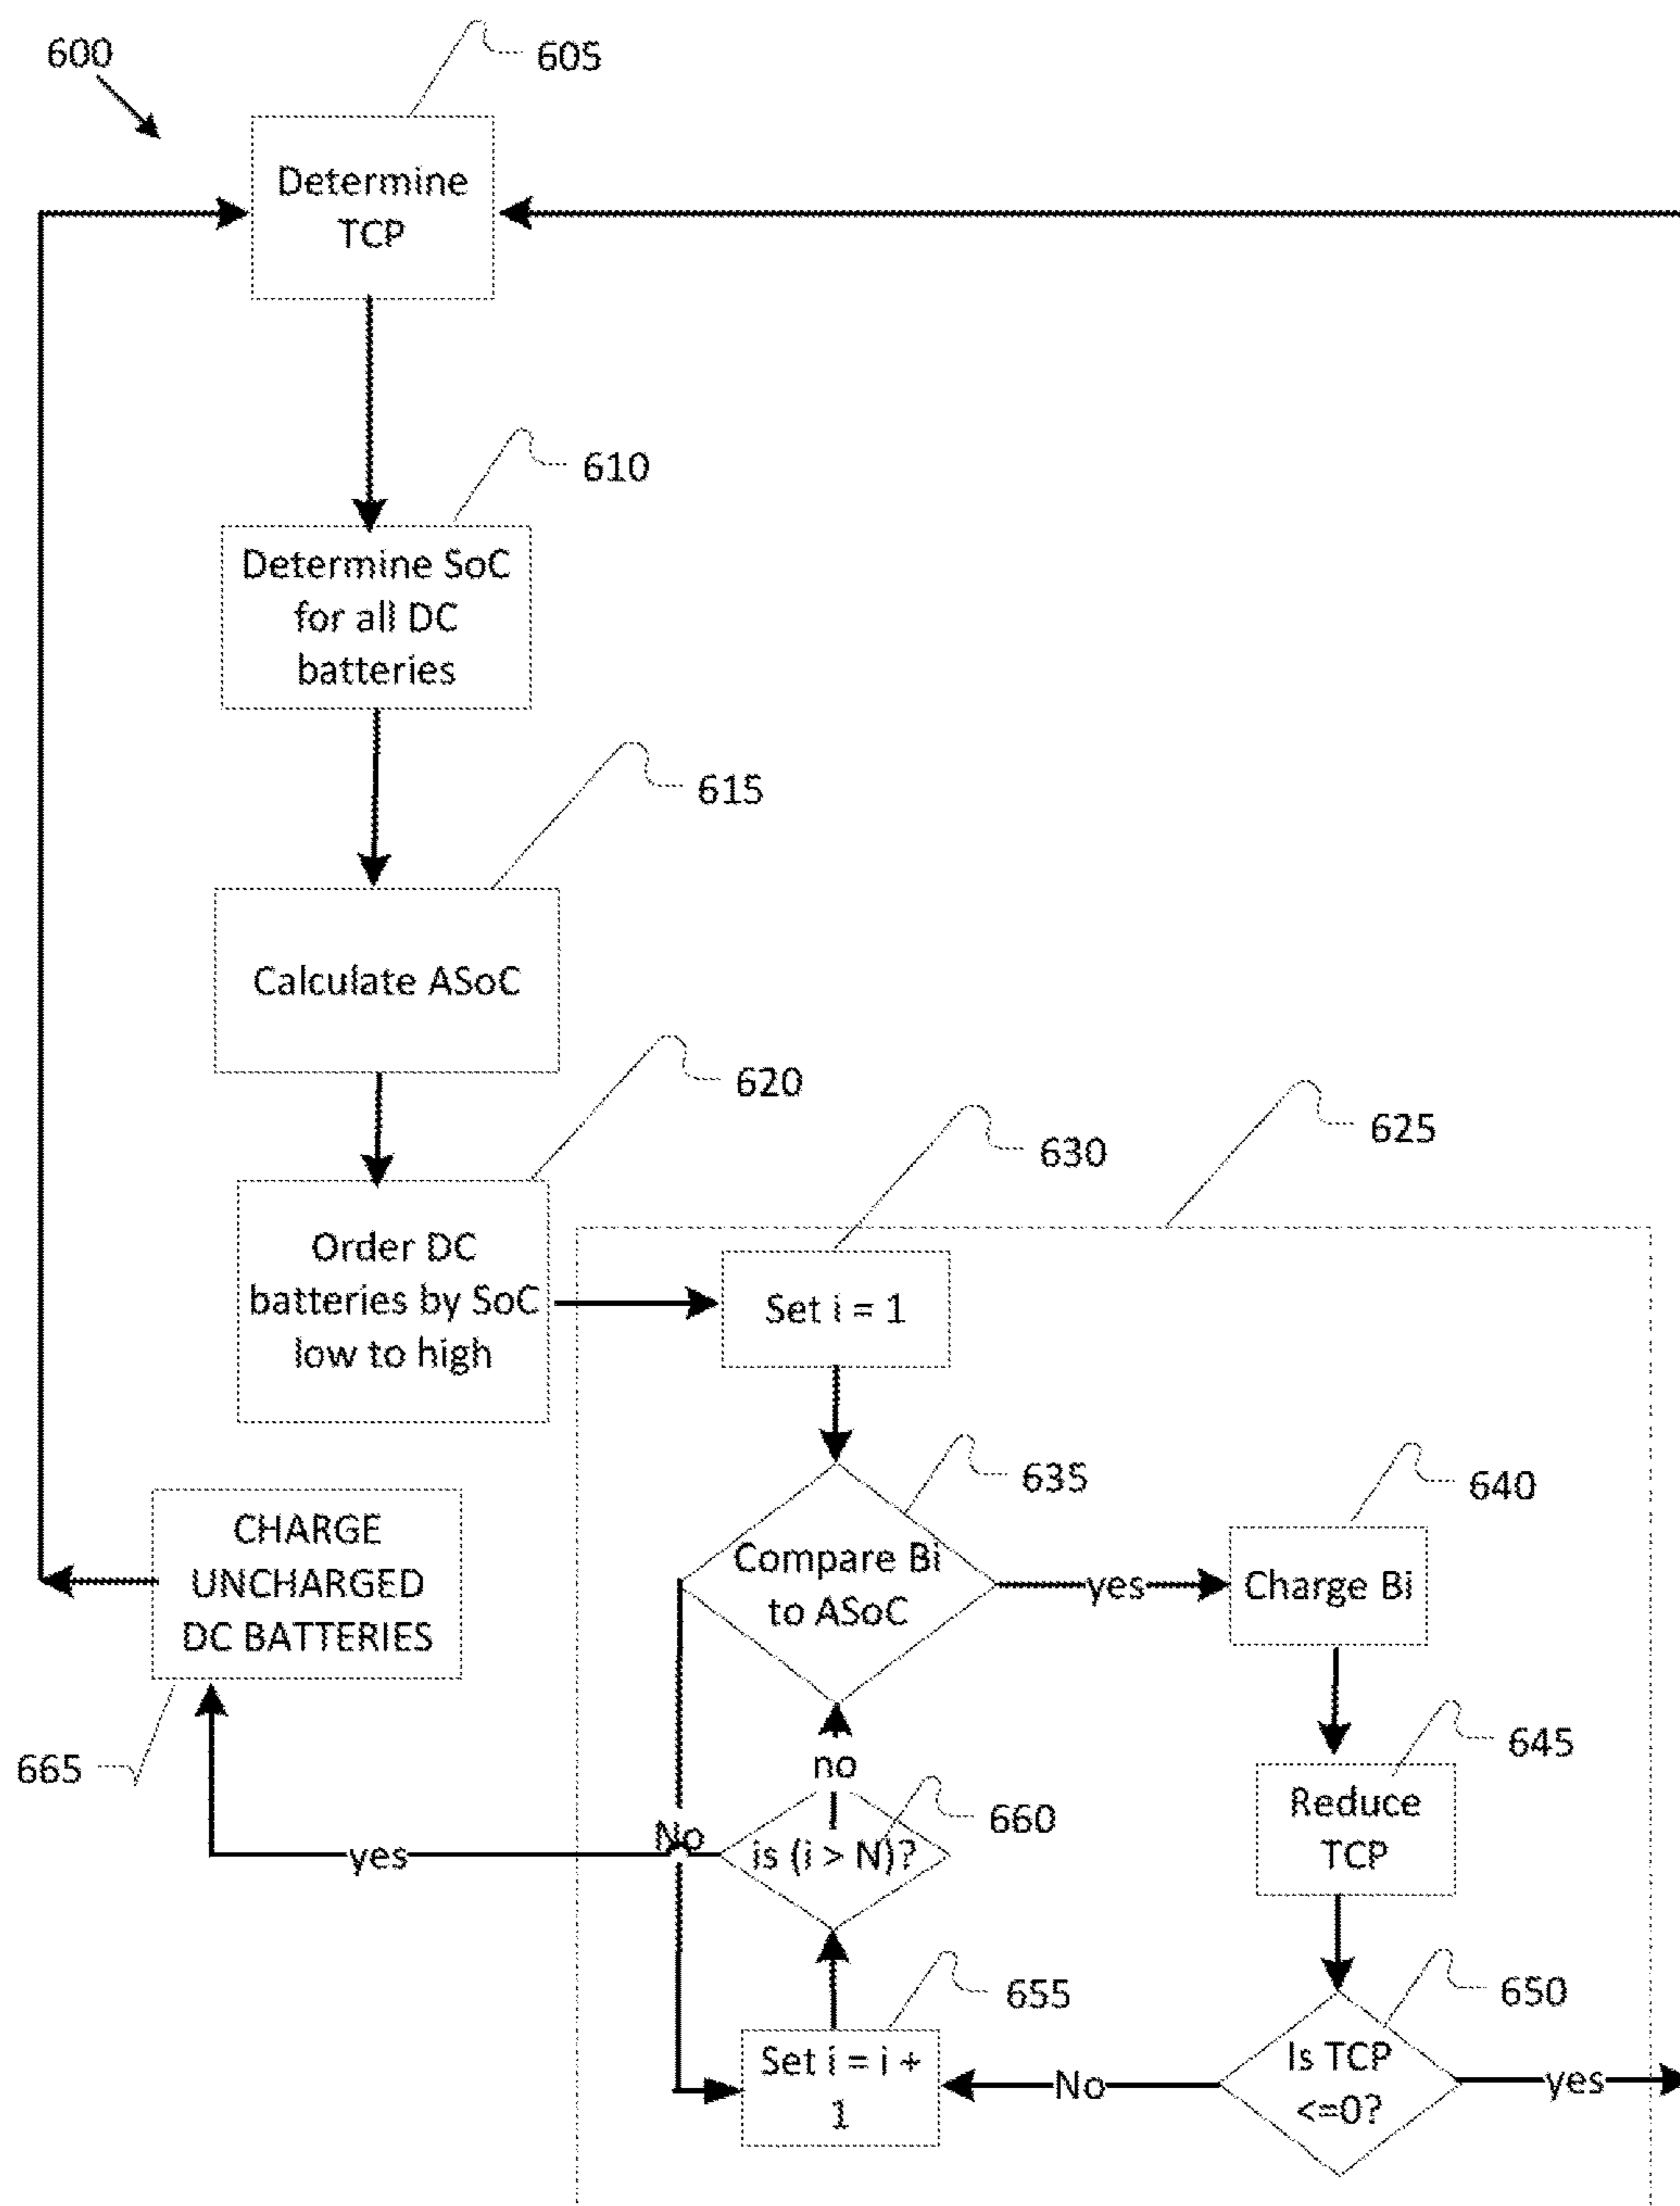 600
605
Determine
TCP
610
Determine SoC
for all DC
batteries
615
Calculate ASoC
620
Order DC
batteries by SoC
low to high
625
630
Set i = 1
635
Compare Bi
to ASoC
yes
640
Charge Bi
645
Reduce
TCP
650
Is TCP
<=0?
yes
No
655
Set i = i +
1
660
is (i > N)?
no
No
yes
665
CHARGE
UNCHARGED
DC BATTERIES